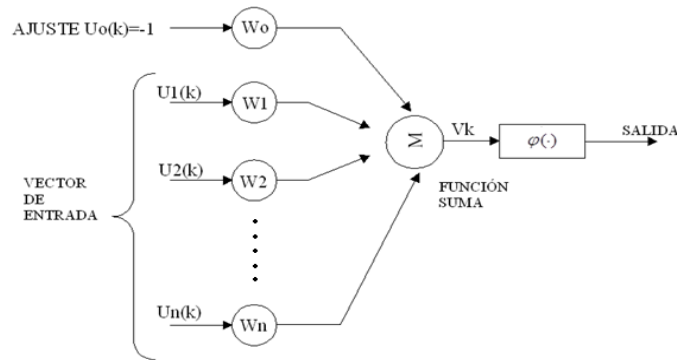 AJUSTE Uo(k)=-1
Wo
U1(k)
W1
U2(k)
W2
VECTOR
DE
ENTRADA
Un(k)
Wn
M
Vk
φ(·)
SALIDA
FUNCIÓN
SUMA